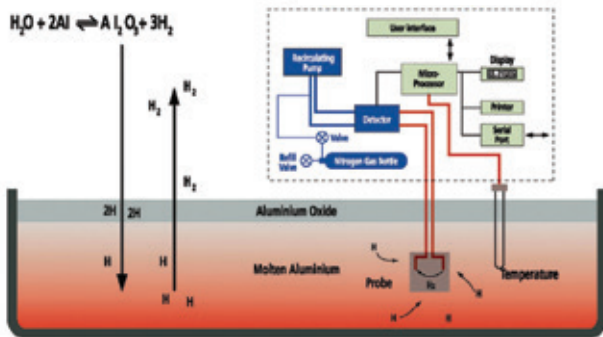 H₂O + 2Al ⇌ Al₂O₃ + 3H₂
H₂
H₂
H₂
2H
2H
H
H
H
H
User Interface
Recirculating
Pump
Micro-
Processor
Display
Printer
Serial
Port
Detector
Valve
Refill
Valve
Nitrogen Gas Bottle
Aluminium Oxide
Molten Aluminium
Probe
Temperature
H
H₂
H
H
H